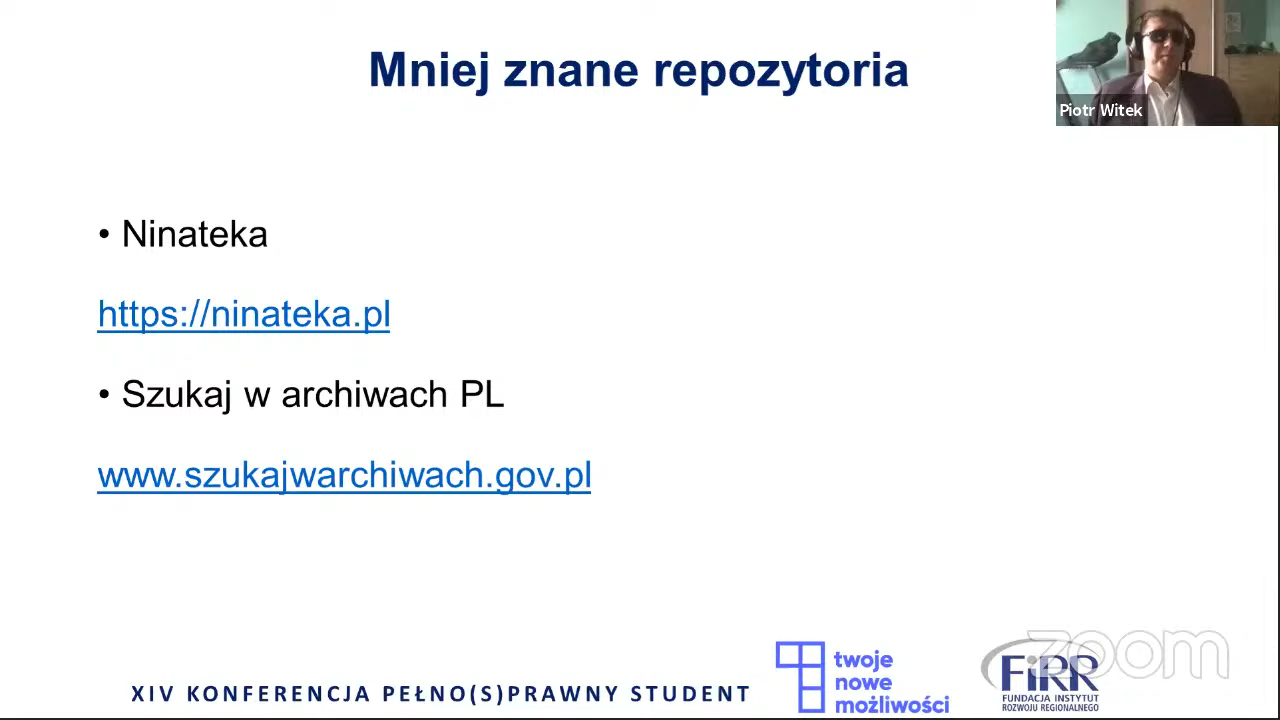 Mniej znane repozytoria
Piotr Witek
• Ninateka
https://ninateka.pl
• Szukaj w archiwach PL
www.szukajwarchiwach.gov.pl
XIV KONFERENCJA PEŁNO(S)PRAWNY STUDENT
twoje
nowe
możliwości
FiRR
FUNDACJA INSTYTUT
ROZWOJU REGIONALNEGO
zoom